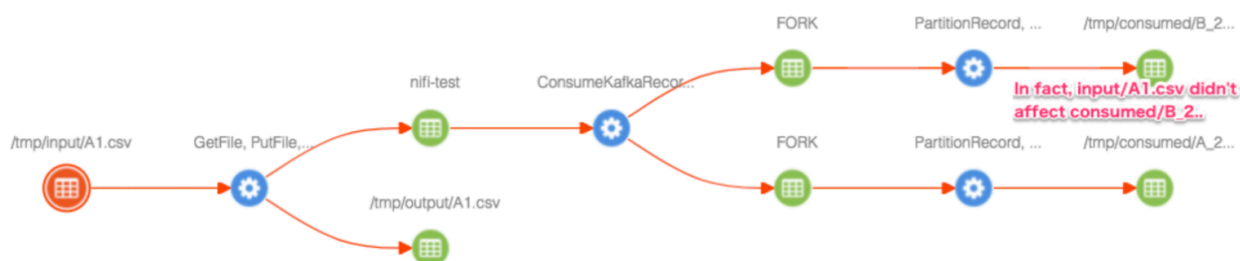 FORK
PartitionRecord, ...
/tmp/consumed/B_2...
nifi-test
ConsumeKafkaRecor...
In fact, input/A1.csv didn't
affect consumed/B_2..
/tmp/input/A1.csv
GetFile, PutFile,...
FORK
PartitionRecord, ...
/tmp/consumed/A_2...
/tmp/output/A1.csv